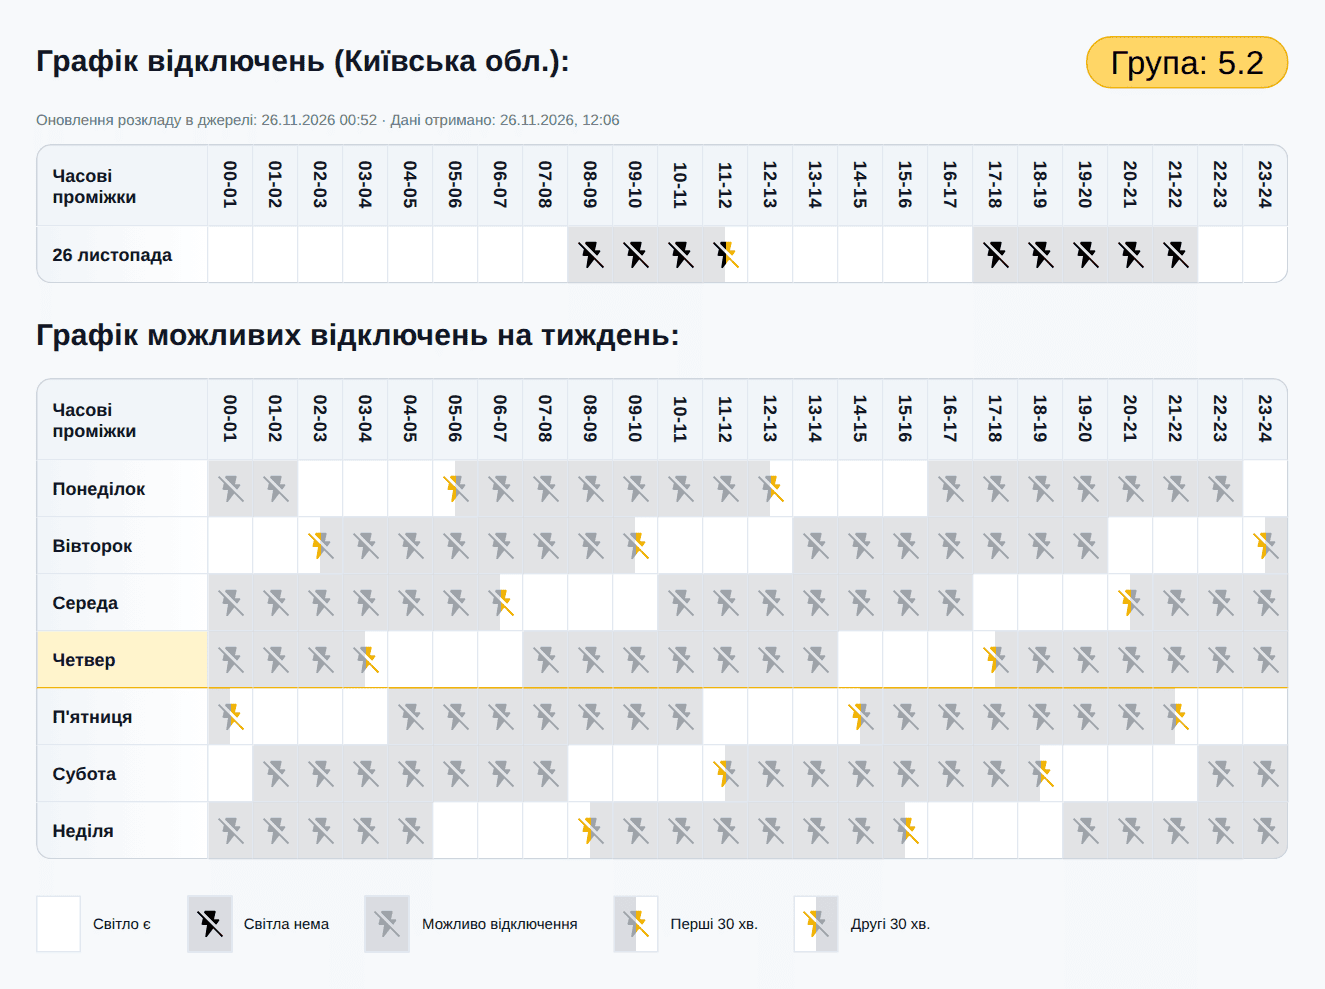 Графік відключень (Київська обл.):
Група: 5.2
Оновлення розкладу в джерелі: 26.11.2026 00:52 · Дані отримано: 26.11.2026, 12:06
Часові проміжки 00-01 01-02 02-03 03-04 04-05 05-06 06-07 07-08 08-09 09-10 10-11 11-12 12-13 13-14 14-15 15-16 16-17 17-18 18-19 19-20 20-21 21-22 22-23 23-24
26 листопада
Графік можливих відключень на тиждень:
Часові проміжки 00-01 01-02 02-03 03-04 04-05 05-06 06-07 07-08 08-09 09-10 10-11 11-12 12-13 13-14 14-15 15-16 16-17 17-18 18-19 19-20 20-21 21-22 22-23 23-24
Понеділок
Вівторок
Середа
Четвер
П'ятниця
Субота
Неділя
Світло є Світла нема Можливо відключення Перші 30 хв. Другі 30 хв.